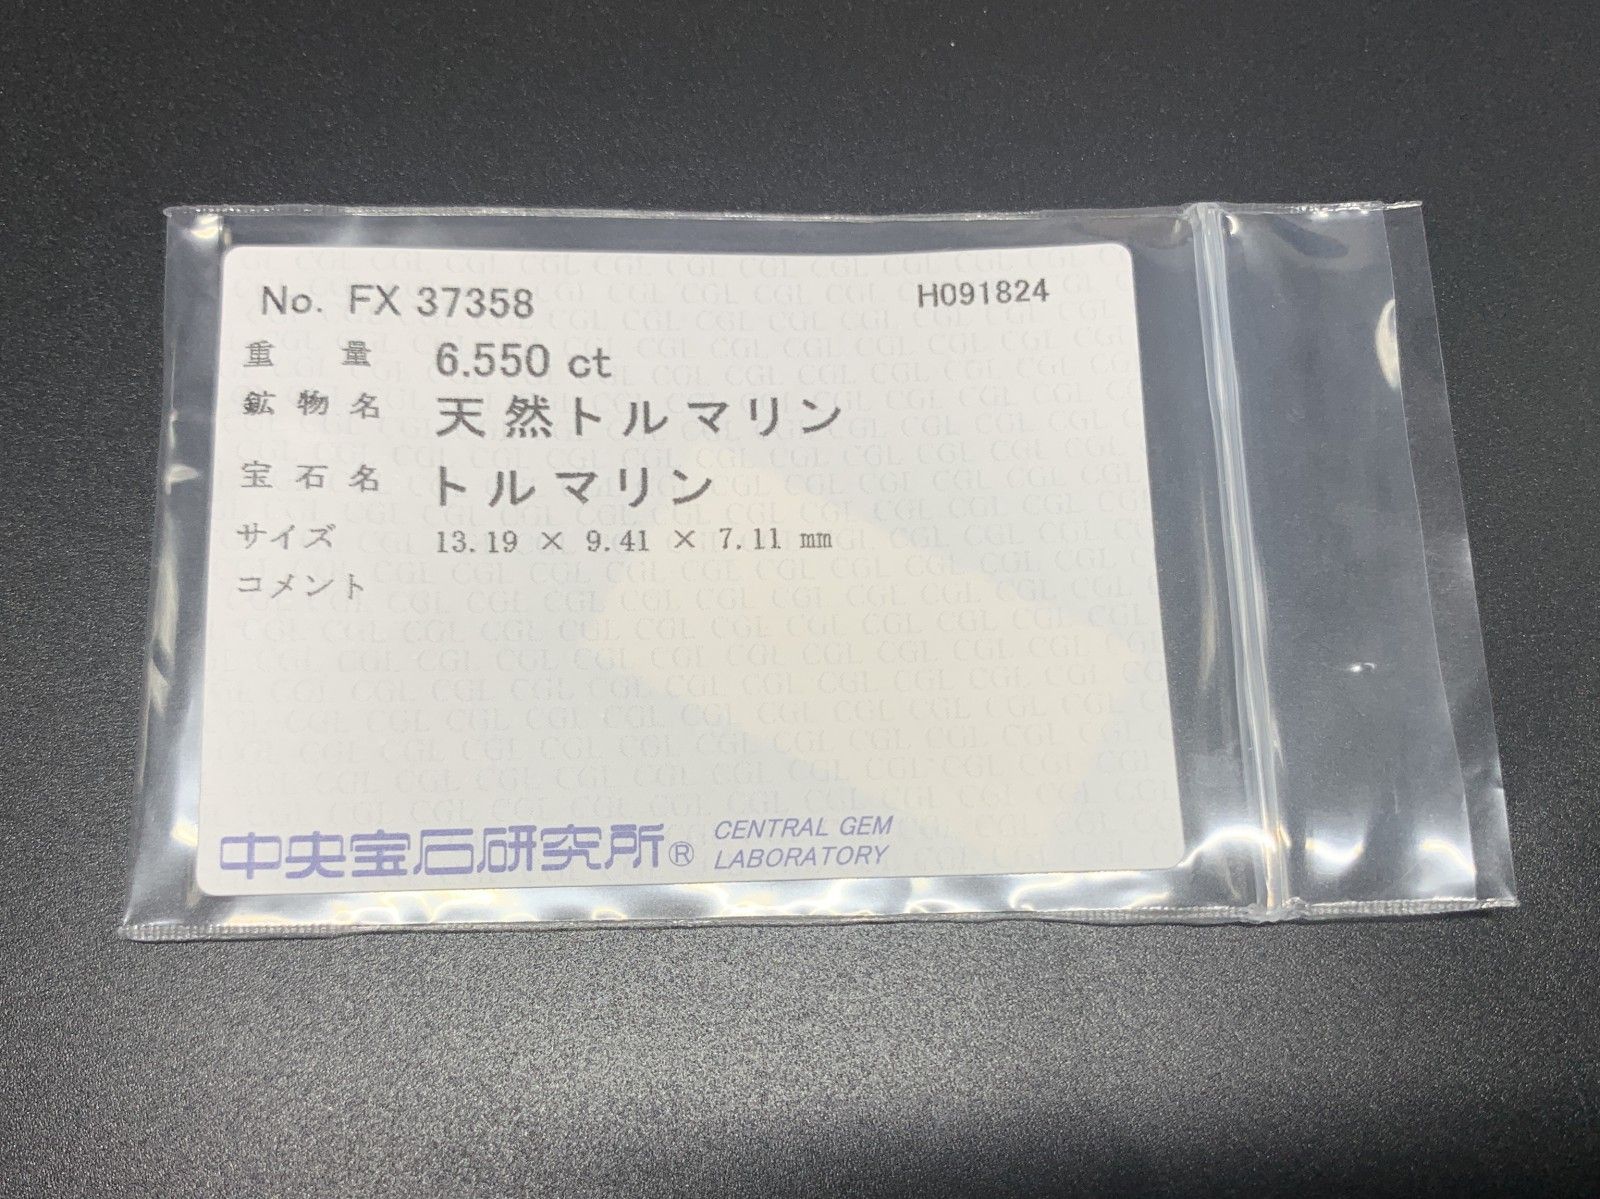 No. FX 37358 H091824
重量 6.550 ct
鉱物名 天然トルマリン
宝石名 トルマリン
サイズ 13.19 × 9.41 × 7.11 mm
コメント
中央宝石研究所® CENTRAL GEM
LABORATORY